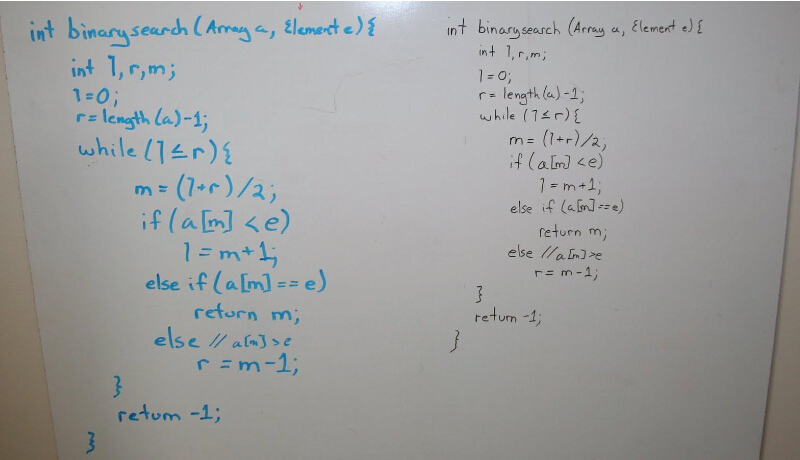 int binarysearch (Array a, Element e) {
int l, r, m;
l=0;
r=length(a)-1;
while (l≤r) {
m = (l+r)/2;
if (a[m] < e)
l = m+1;
else if (a[m] == e)
return m;
else // a[m]>e
r = m-1;
}
return -1;
}
int binarysearch (Array a, Element e) {
int l, r, m;
l=0;
r=length(a)-1;
while (l≤r) {
m = (l+r)/2;
if (a[m] < e)
l = m+1;
else if (a[m] == e)
return m;
else // a[m]>e
r = m-1;
}
return -1;
}